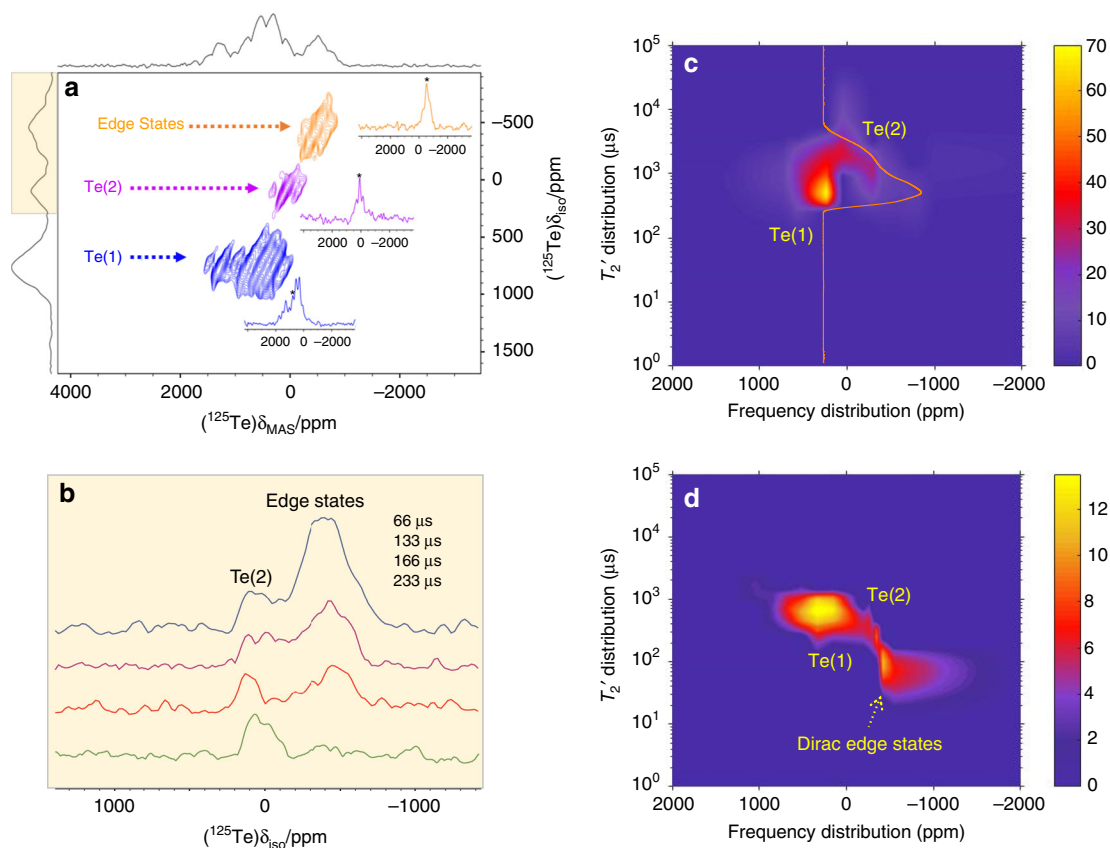 a
Edge States
Te(2)
Te(1)
*
2000 0 −2000
*
2000 0 −2000
*
2000 0 −2000
−500
0
500
1000
1500
(¹²⁵Te)δiso/ppm
4000 2000 0 −2000
(¹²⁵Te)δMAS/ppm
b
Edge states
Te(2)
66 µs
133 µs
166 µs
233 µs
1000 0 −1000
(¹²⁵Te)δiso/ppm
c
T₂′ distribution (µs)
10⁵
10⁴
10³
10²
10¹
10⁰
Te(2)
Te(1)
2000 1000 0 −1000 −2000
Frequency distribution (ppm)
70
60
50
40
30
20
10
0
d
T₂′ distribution (µs)
10⁵
10⁴
10³
10²
10¹
10⁰
Te(2)
Te(1)
Dirac edge states
2000 1000 0 −1000 −2000
Frequency distribution (ppm)
12
10
8
6
4
2
0